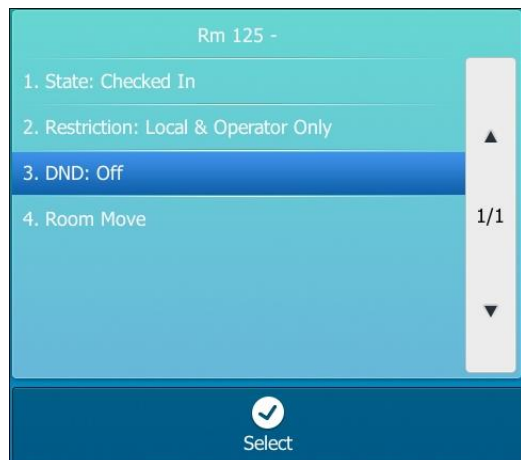 Rm 125 -
1. State: Checked In
2. Restriction: Local & Operator Only
3. DND: Off
4. Room Move
1/1
Select